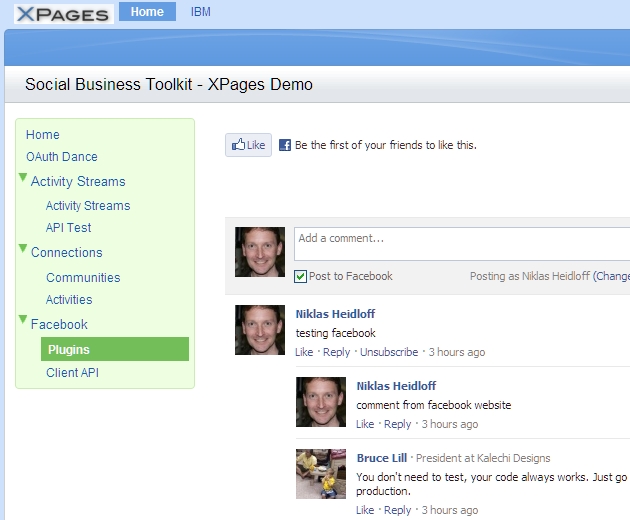 XPAGES Home IBM
Social Business Toolkit - XPages Demo
Home
OAuth Dance
Activity Streams
Activity Streams
API Test
Connections
Communities
Activities
Facebook
Plugins
Client API
Like Be the first of your friends to like this.
Add a comment...
Post to Facebook Posting as Niklas Heidloff (Change
Niklas Heidloff
testing facebook
Like · Reply · Unsubscribe · 3 hours ago
Niklas Heidloff
comment from facebook website
Like · Reply · 3 hours ago
Bruce Lill · President at Kalechi Designs
You don't need to test, your code always works. Just go
production.
Like · Reply · 3 hours ago